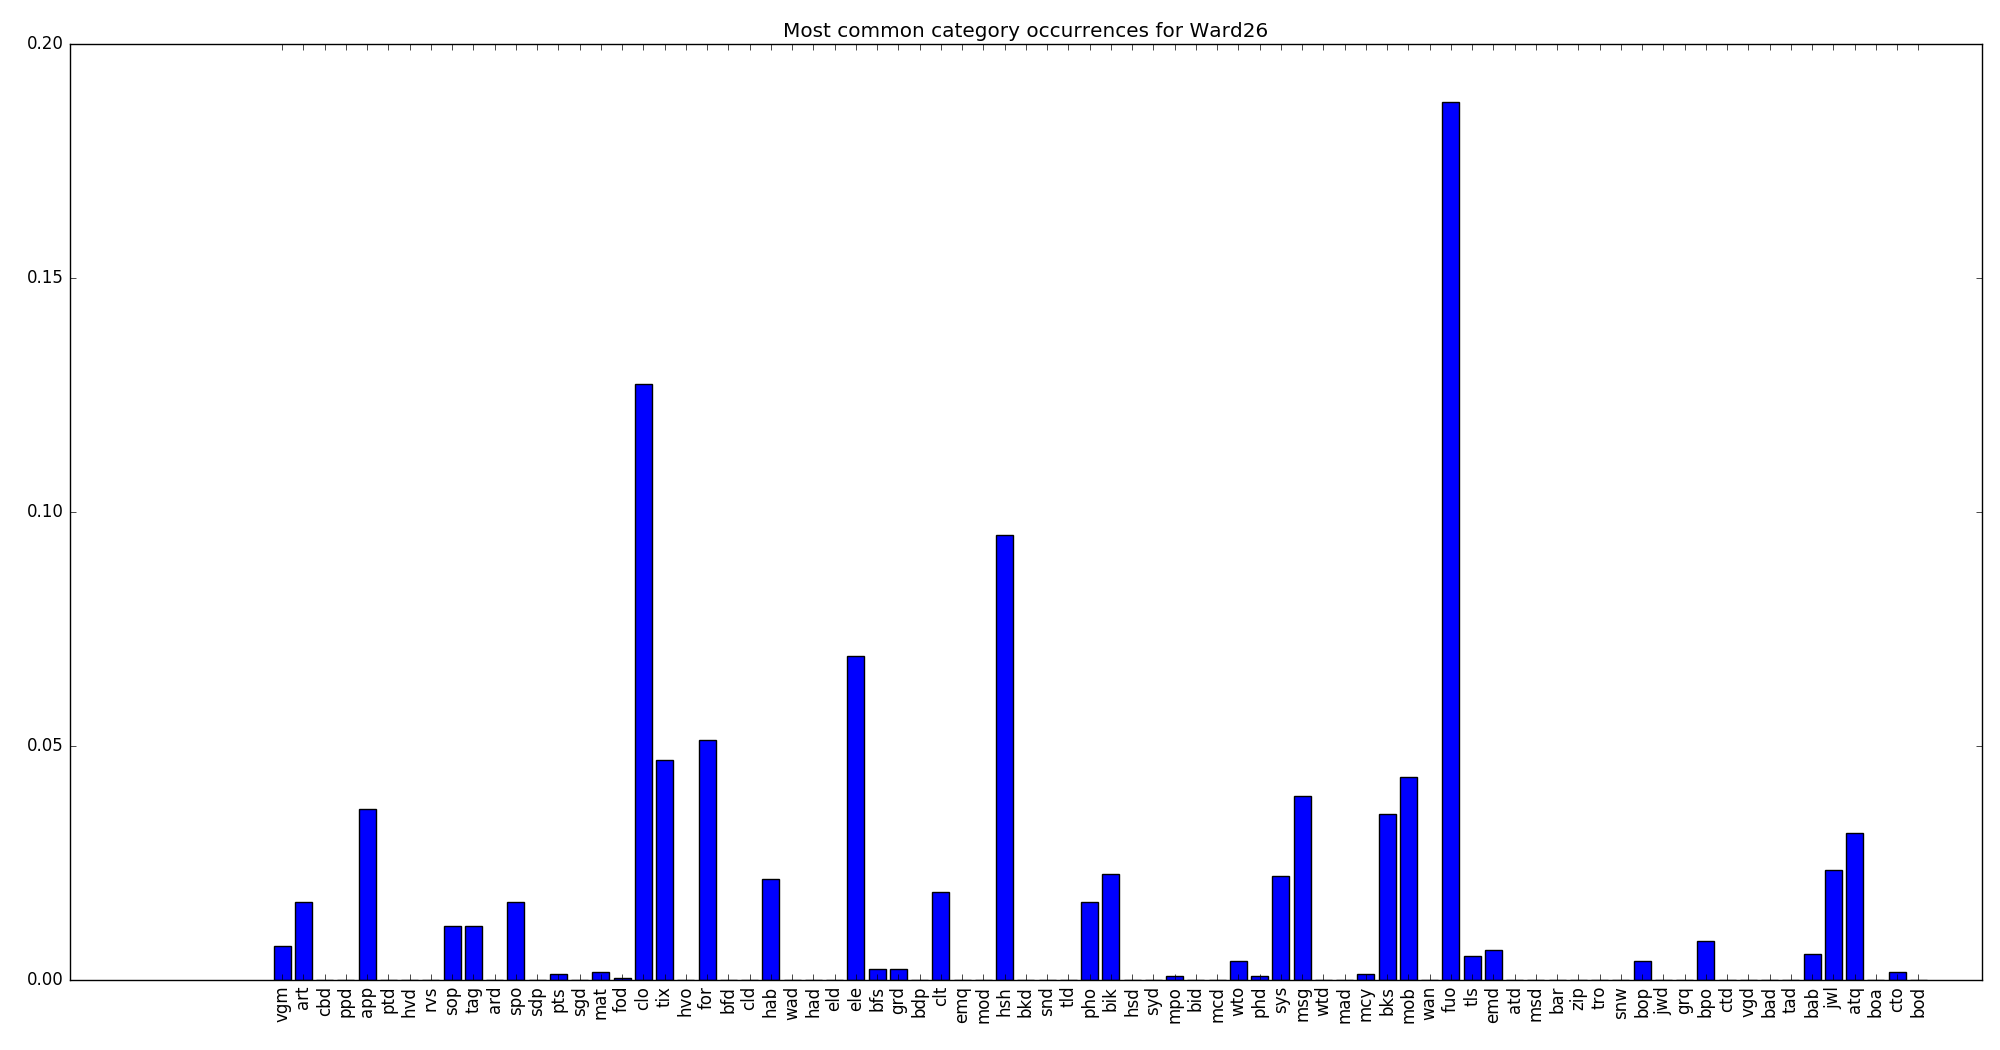 Most common category occurrences for Ward26
0.20
0.15
0.10
0.05
0.00
vgm art cbd ppd app ptd hvd rvs sop tag ard spo sdp pts sgd mat fod clo tix hvo for bfd cld hab wad had eld ele bfs grd bdp clt emq mod hsh bkd snd tld pho bik hsd syd mpo bid mcd wto phd sys msg wtd mad mcy bks mob wan fuo tls emd atd msd bar zip tro snw bop jwd grq bpo ctd vgd bad tad bab jwl atq boa cto bod